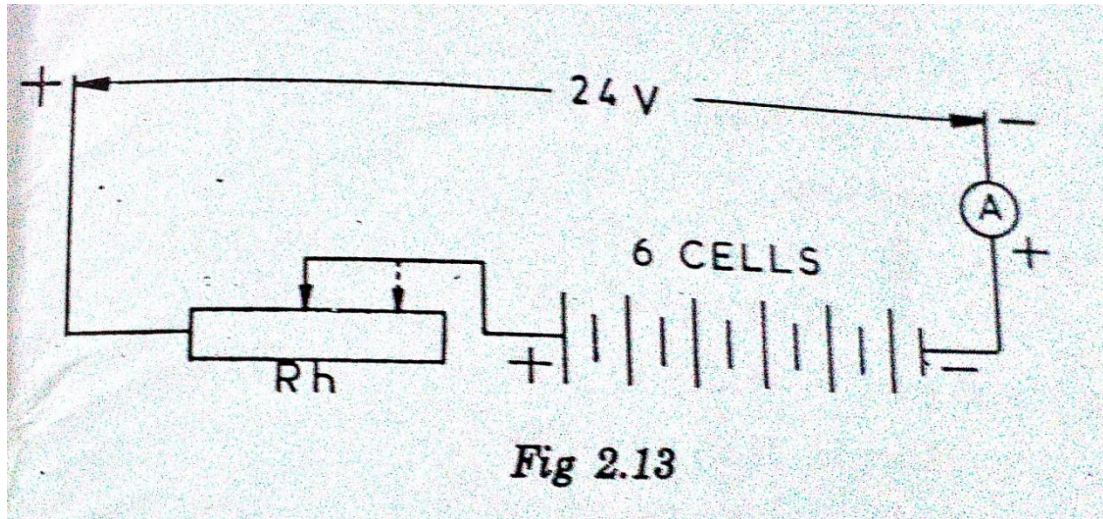 + 24 V −
A
+
6 CELLS
Rh
+ −
Fig 2.13